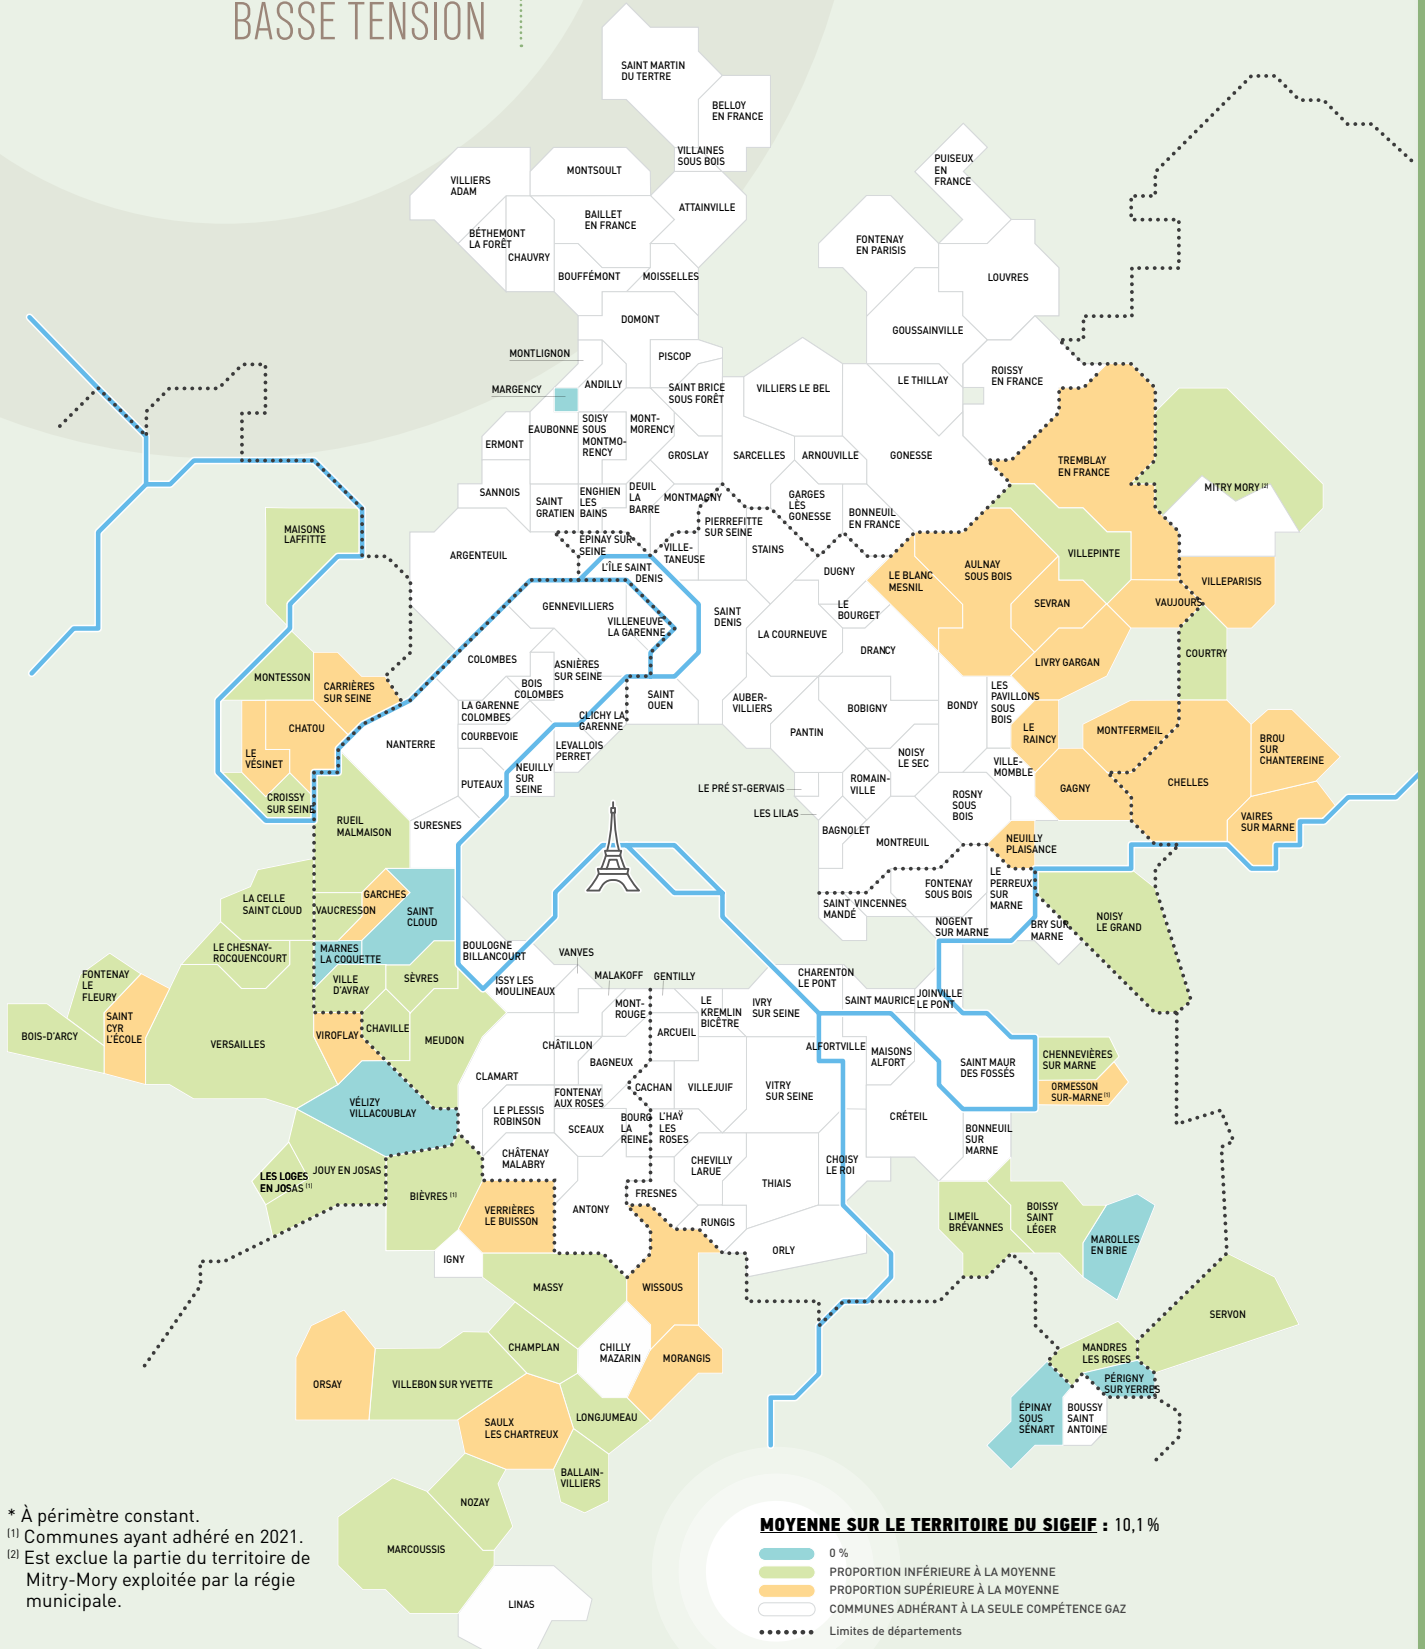 BASSE TENSION
SAINT MARTIN
DU TERTRE
BELLOY
EN FRANCE
VILLAINES
SOUS BOIS
PUISEUX
EN
FRANCE
MONTSOULT
VILLIERS
ADAM
ATTAINVILLE
BAILLET
EN FRANCE
BÉTHEMONT
LA FORÊT
CHAUVRY
FONTENAY
EN PARISIS
BOUFFÉMONT
MOISSELLES
LOUVRES
DOMONT
GOUSSAINVILLE
MONTLIGNON
PISCOP
ROISSY
EN FRANCE
LE THILLAY
MARGENCY
ANDILLY
SAINT BRICE
SOUS FORÊT
VILLIERS LE BEL
EAUBONNE
SOISY
SOUS
MONTMO-
RENCY
MONT-
MORENCY
ERMONT
GROSLAY
SARCELLES
ARNOUVILLE
GONESSE
TREMBLAY
EN FRANCE
MITRY MORY (2)
SANNOIS
SAINT
GRATIEN
ENGHIEN
LES
BAINS
DEUIL
LA
BARRE
MONTMAGNY
GARGES
LÈS
GONESSE
BONNEUIL
EN FRANCE
MAISONS
LAFFITTE
PIERREFITTE
SUR SEINE
ARGENTEUIL
ÉPINAY SUR
SEINE
VILLE-
TANEUSE
STAINS
VILLEPINTE
L'ÎLE SAINT
DENIS
DUGNY
LE BLANC
MESNIL
AULNAY
SOUS BOIS
VILLEPARISIS
GENNEVILLIERS
VILLENEUVE
LA GARENNE
SAINT
DENIS
LE
BOURGET
SEVRAN
VAUJOURS
LA COURNEUVE
DRANCY
COLOMBES
ASNIÈRES
SUR SEINE
LIVRY GARGAN
COURTRY
MONTESSON
CARRIÈRES
SUR SEINE
BOIS
COLOMBES
SAINT
OUEN
AUBER-
VILLIERS
BOBIGNY
BONDY
LES
PAVILLONS
SOUS
BOIS
LA GARENNE
COLOMBES
CLICHY LA
GARENNE
CHATOU
COURBEVOIE
NANTERRE
PANTIN
LE
RAINCY
MONTFERMEIL
BROU
SUR
CHANTEREINE
LE
VÉSINET
LEVALLOIS
PERRET
NOISY
LE SEC
VILLE-
MOMBLE
NEUILLY
SUR
SEINE
PUTEAUX
LE PRÉ ST-GERVAIS
ROMAIN-
VILLE
GAGNY
CHELLES
CROISSY
SUR SEINE
LES LILAS
ROSNY
SOUS
BOIS
RUEIL
MALMAISON
SURESNES
BAGNOLET
MONTREUIL
NEUILLY
PLAISANCE
VAIRES
SUR MARNE
GARCHES
LA CELLE
SAINT CLOUD
VAUCRESSON
SAINT
CLOUD
SAINT
MANDÉ
VINCENNES
FONTENAY
SOUS BOIS
LE
PERREUX
SUR
MARNE
NOGENT
SUR MARNE
BRY SUR
MARNE
NOISY
LE GRAND
LE CHESNAY-
ROCQUENCOURT
MARNES
LA COQUETTE
BOULOGNE
BILLANCOURT
VANVES
FONTENAY
LE
FLEURY
VILLE
D'AVRAY
SÈVRES
ISSY LES
MOULINEAUX
MALAKOFF
GENTILLY
CHARENTON
LE PONT
SAINT MAURICE
JOINVILLE
LE PONT
MONT-
ROUGE
LE
KREMLIN
BICÊTRE
IVRY
SUR SEINE
BOIS-D'ARCY
SAINT
CYR
L'ÉCOLE
VERSAILLES
VIROFLAY
CHAVILLE
MEUDON
ARCUEIL
CHÂTILLON
ALFORTVILLE
MAISONS
ALFORT
SAINT MAUR
DES FOSSÉS
CHENNEVIÈRES
SUR MARNE
BAGNEUX
CLAMART
CACHAN
VILLEJUIF
VITRY
SUR SEINE
ORMESSON
SUR-MARNE (1)
VÉLIZY
VILLACOUBLAY
LE PLESSIS
ROBINSON
FONTENAY
AUX ROSES
SCEAUX
BOURG
LA
REINE
L'HAŸ
LES
ROSES
CRÉTEIL
BONNEUIL
SUR
MARNE
CHÂTENAY
MALABRY
CHEVILLY
LARUE
CHOISY
LE ROI
LES LOGES
EN JOSAS (1)
JOUY EN JOSAS
BIÈVRES (1)
THIAIS
FRESNES
VERRIÈRES
LE BUISSON
ANTONY
RUNGIS
LIMEIL
BRÉVANNES
BOISSY
SAINT
LÉGER
MAROLLES
EN BRIE
IGNY
ORLY
MASSY
WISSOUS
SERVON
CHAMPLAN
CHILLY
MAZARIN
MORANGIS
MANDRES
LES ROSES
ORSAY
VILLEBON SUR YVETTE
PÉRIGNY
SUR YERRES
SAULX
LES CHARTREUX
LONGJUMEAU
ÉPINAY
SOUS
SÉNART
BOUSSY
SAINT
ANTOINE
BALLAIN-
VILLIERS
NOZAY
MARCOUSSIS
LINAS
* À périmètre constant.
(1) Communes ayant adhéré en 2021.
(2) Est exclue la partie du territoire de
Mitry-Mory exploitée par la régie
municipale.
MOYENNE SUR LE TERRITOIRE DU SIGEIF : 10,1 %
0 %
PROPORTION INFÉRIEURE À LA MOYENNE
PROPORTION SUPÉRIEURE À LA MOYENNE
COMMUNES ADHÉRANT À LA SEULE COMPÉTENCE GAZ
Limites de départements